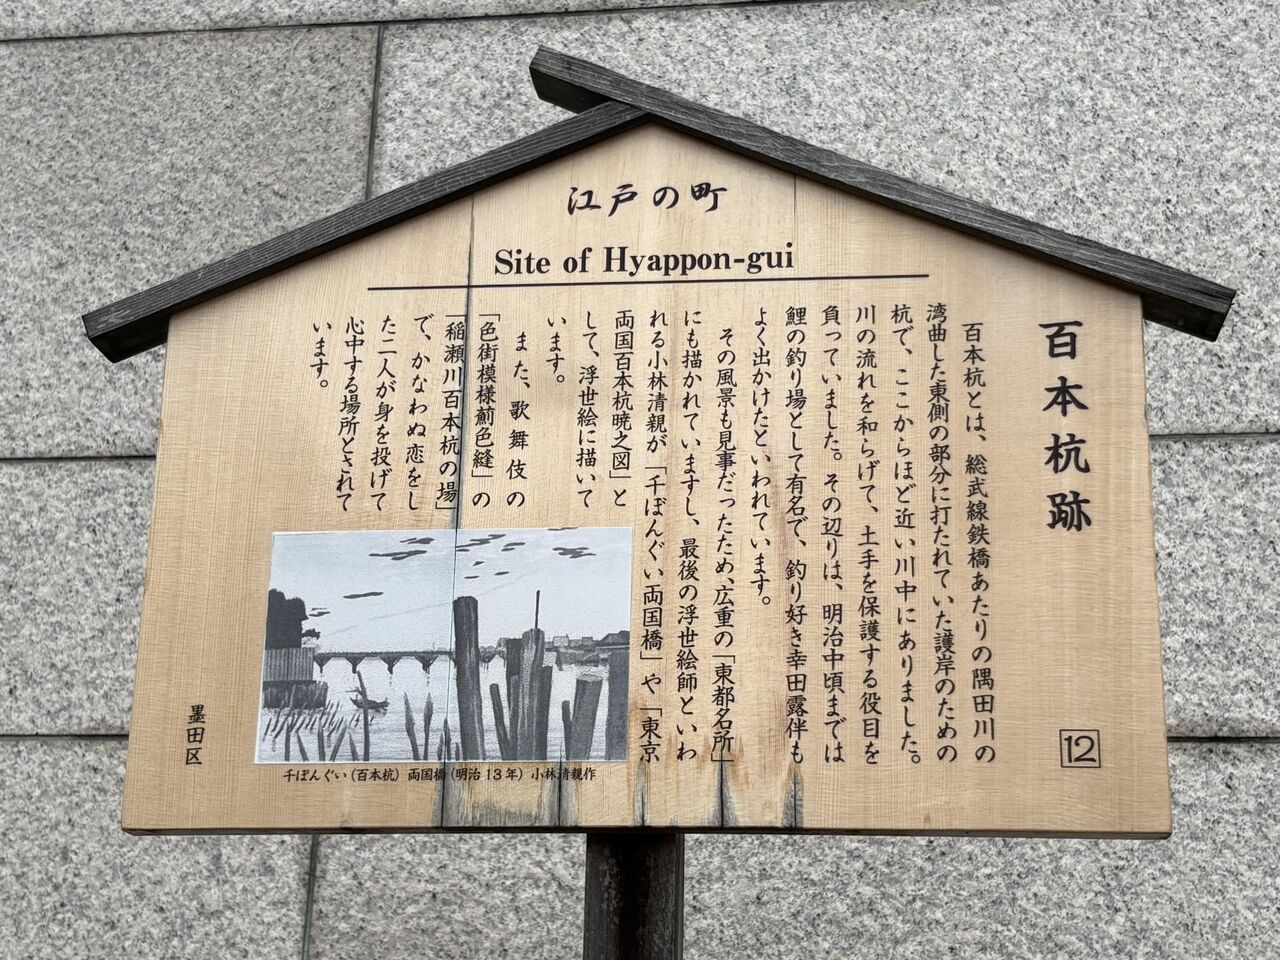 江戸の町
Site of Hyappon-gui
百本杭跡
12
百本杭とは、総武線鉄橋あたりの隅田川の
湾曲した東側の部分に打たれていた護岸のための
杭で、ここからほど近い川中にありました。
川の流れを和らげて、土手を保護する役目を
負っていました。その辺りは、明治中頃までは
鯉の釣り場として有名で、釣り好き幸田露伴も
よく出かけたといわれています。
その風景も見事だったため、広重の「東都名所」
にも描かれていますし、最後の浮世絵師といわ
れる小林清親が「千ぼんぐい両国橋」や「東京
両国百本杭暁之図」と
して、浮世絵に描いて
います。
また、歌舞伎の
「色街模様薊色縫」の
「稲瀬川百本杭の場」
で、かなわぬ恋をし
た二人が身を投げて
心中する場所とされて
います。
千ぼんぐい(百本杭) 両国橋(明治13年) 小林清親作
墨田区